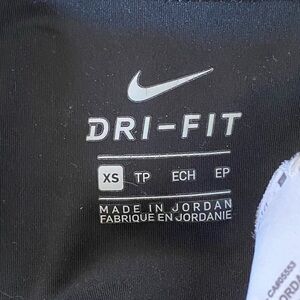 DRI-FIT
XS TP ECH EP
MADE IN JORDAN
FABRIQUE EN JORDANIE